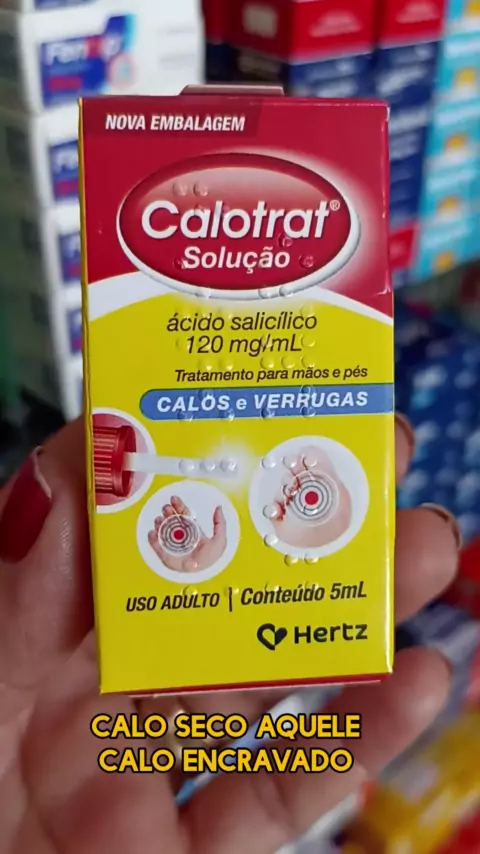 NOVA EMBALAGEM
Calotrat®
Solução
ácido salicílico
120 mg/mL
Tratamento para mãos e pés
CALOS e VERRUGAS
USO ADULTO | Conteúdo 5mL
Hertz
CALO SECO AQUELE
CALO ENCRAVADO